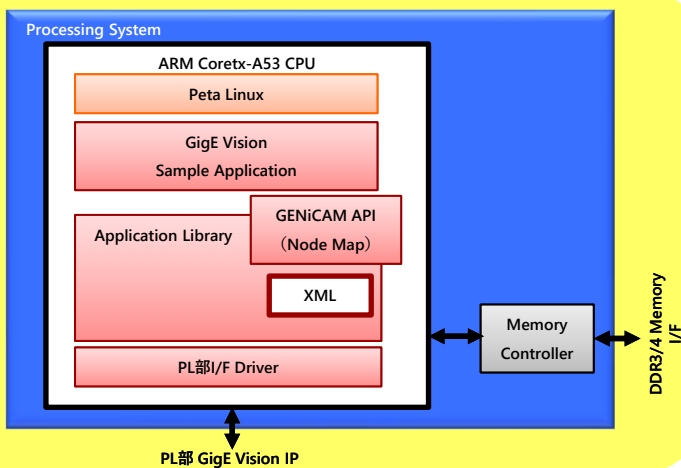 Processing System
ARM Coretx-A53 CPU
Peta Linux
GigE Vision
Sample Application
GENiCAM API
（Node Map）
Application Library
XML
PL部I/F Driver
Memory
Controller
DDR3/4 Memory
I/F
PL部 GigE Vision IP